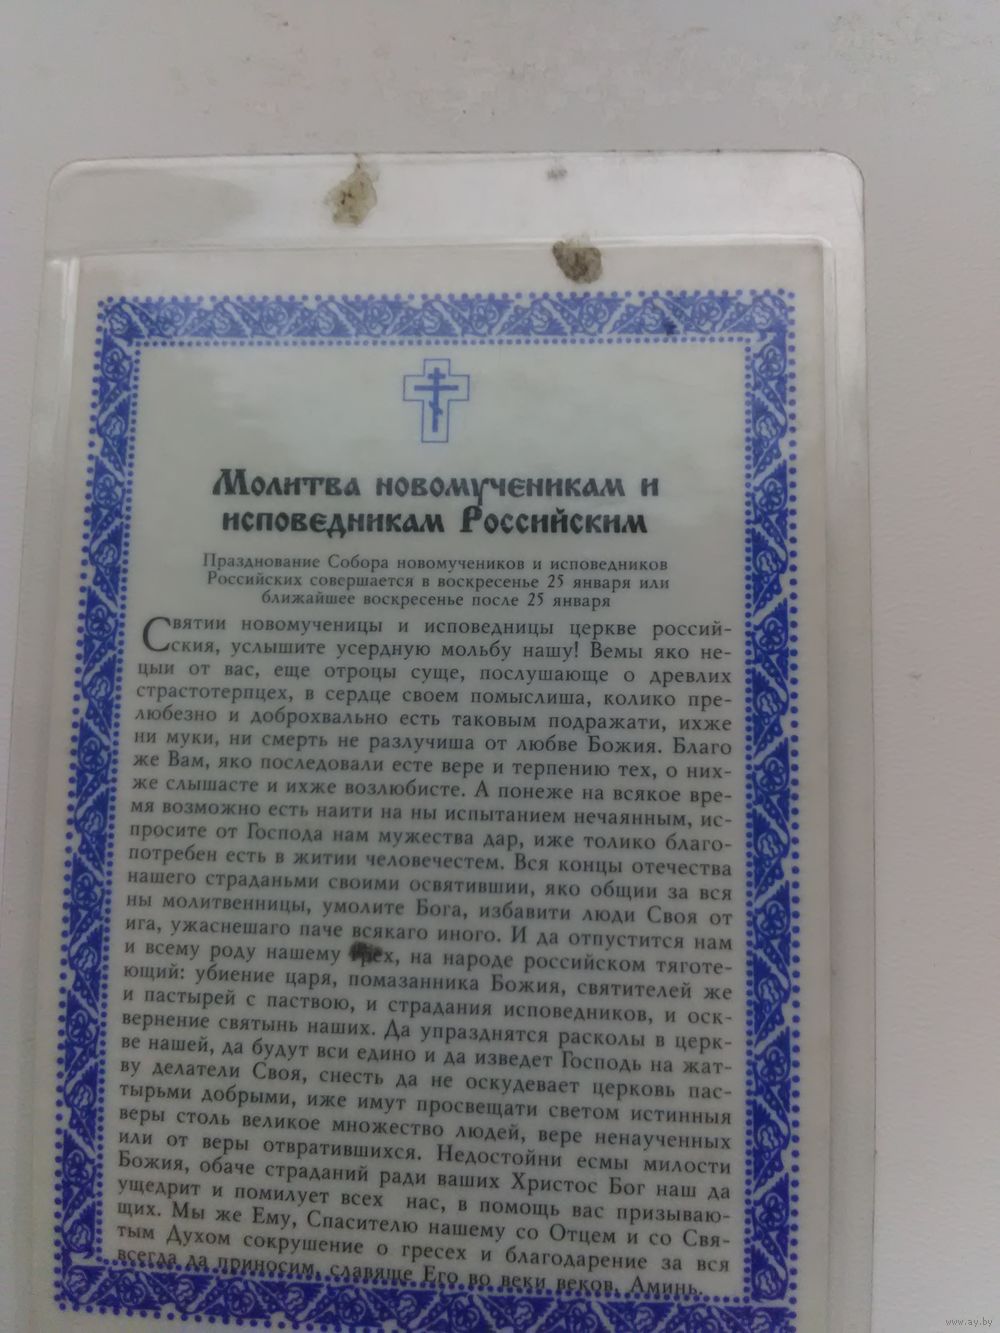 Молитва новомученикам и
исповедникам Российским
Празднование Собора новомучеников и исповедников
Российских совершается в воскресенье 25 января или
ближайшее воскресенье после 25 января
Святии новомученицы и исповедницы церкве россий-
ския, услышите усердную мольбу нашу! Вемы яко не-
цыи от вас, еще отроцы суще, послушающе о древлих
страстотерпцех, в сердце своем помыслиша, колико пре-
любезно и доброхвально есть таковым подражати, ихже
ни муки, ни смерть не разлучиша от любве Божия. Благо
же Вам, яко последовали есте вере и терпению тех, о них-
же слышасте и ихже возлюбисте. А понеже на всякое вре-
мя возможно есть наити на ны испытанием нечаянным, ис-
просите от Господа нам мужества дар, иже толико благо-
потребен есть в житии человечестем. Вся концы отечества
нашего страданьми своими освятившии, яко общии за вся
ны молитвенницы, умолите Бога, избавити люди Своя от
ига, ужаснешаго паче всякаго иного. И да отпустится нам
и всему роду нашему грех, на народе российском тяготе-
ющий: убиение царя, помазанника Божия, святителей же
и пастырей с паствою, и страдания исповедников, и оск-
вернение святынь наших. Да упразднятся расколы в церк-
ве нашей, да будут вси едино и да изведет Господь на жат-
ву делатели Своя, снесть да не оскудевает церковь пас-
тырьми добрыми, иже имут просвещати светом истинныя
веры столь великое множество людей, вере ненаученных
или от веры отвратившихся. Недостойни есмы милости
Божия, обаче страданий ради ваших Христос Бог наш да
ущедрит и помилует всех нас, в помощь вас призываю-
щих. Мы же Ему, Спасителю нашему со Отцем и со Свя-
тым Духом сокрушение о гресех и благодарение за вся
всегда да приносим, славяще Его во веки веков. Аминь.
www.ay.by